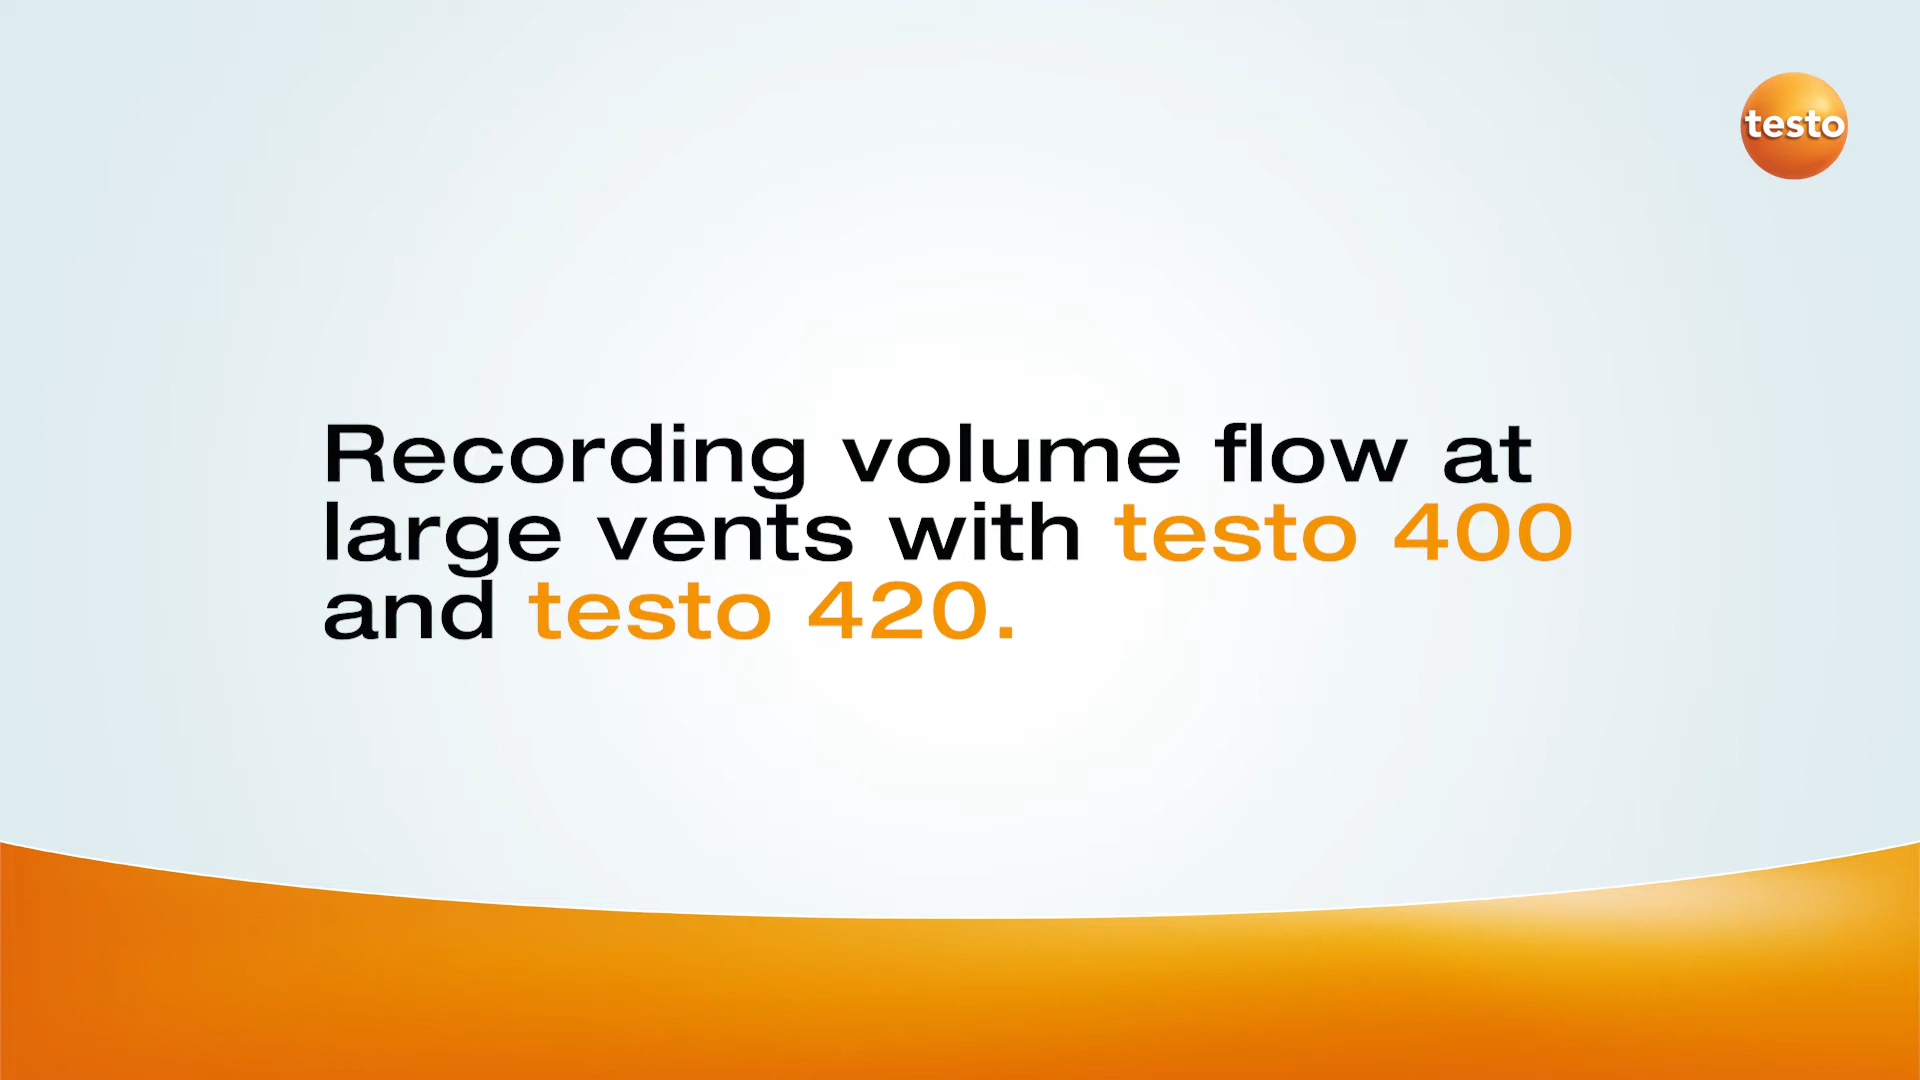 testo
Recording volume flow at
large vents with testo 400
and testo 420.